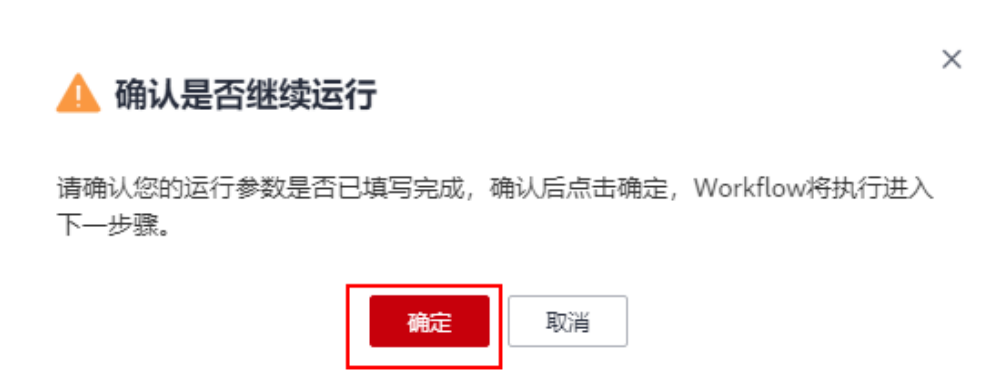 确认是否继续运行
请确认您的运行参数是否已填写完成，确认后点击确定，Workflow将执行进入
下一步骤。
确定 取消